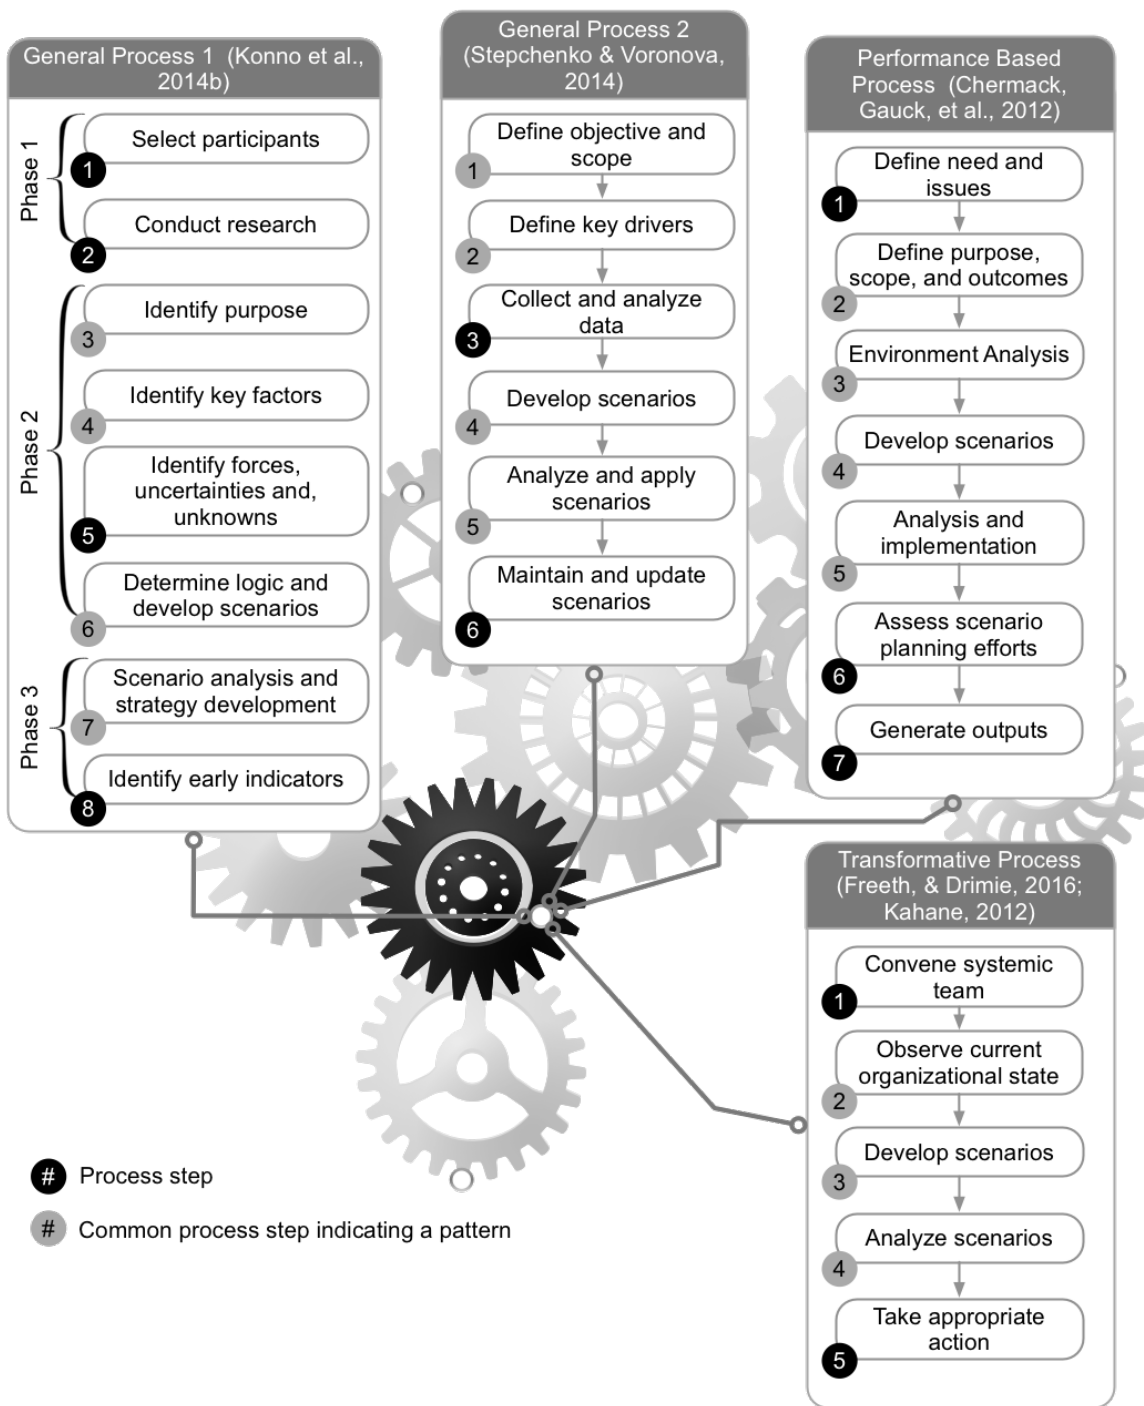 General Process 1  (Konno et al.,
2014b)
Phase 1
Select participants
1
Conduct research
2
Phase 2
Identify purpose
3
Identify key factors
4
Identify forces,
uncertainties and,
unknowns
5
Determine logic and
develop scenarios
6
Phase 3
Scenario analysis and
strategy development
7
Identify early indicators
8
General Process 2
(Stepchenko & Voronova,
2014)
Define objective and
scope
1
Define key drivers
2
Collect and analyze
data
3
Develop scenarios
4
Analyze and apply
scenarios
5
Maintain and update
scenarios
6
Performance Based
Process  (Chermack,
Gauck, et al., 2012)
Define need and
issues
1
Define purpose,
scope, and outcomes
2
Environment Analysis
3
Develop scenarios
4
Analysis and
implementation
5
Assess scenario
planning efforts
6
Generate outputs
7
Transformative Process
(Freeth, & Drimie, 2016;
Kahane, 2012)
Convene systemic
team
1
Observe current
organizational state
2
Develop scenarios
3
Analyze scenarios
4
Take appropriate
action
5
# Process step
# Common process step indicating a pattern